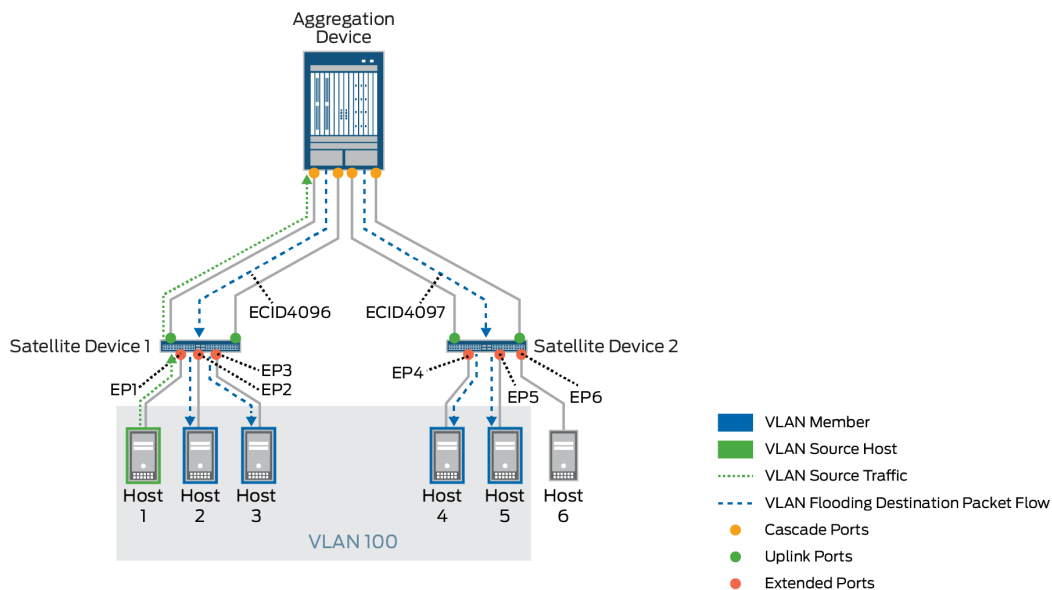 Aggregation
Device
ECID4096
ECID4097
Satellite Device 1
Satellite Device 2
EP1
EP3
EP2
EP4
EP5
EP6
Host
1
Host
2
Host
3
Host
4
Host
5
Host
6
VLAN 100
VLAN Member
VLAN Source Host
VLAN Source Traffic
VLAN Flooding Destination Packet Flow
Cascade Ports
Uplink Ports
Extended Ports